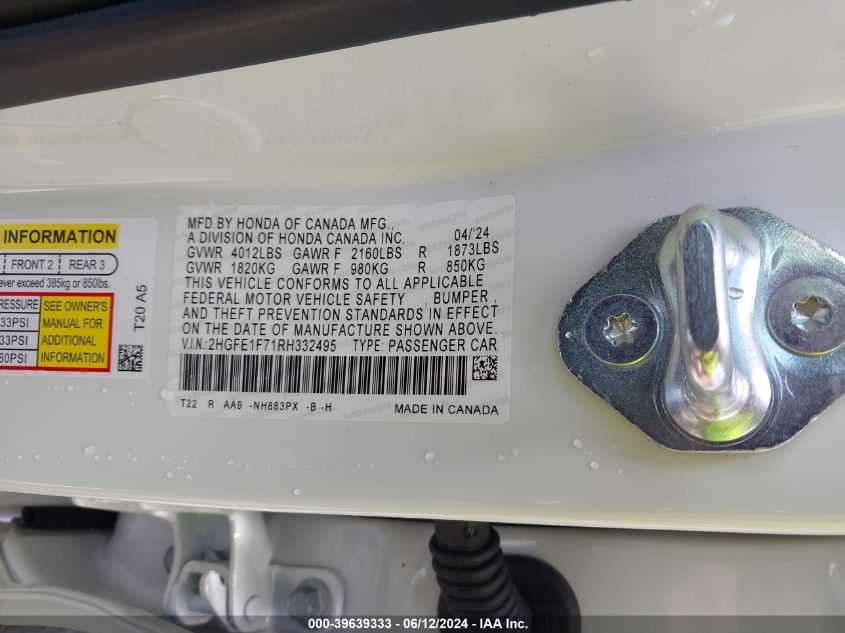 INFORMATION
FRONT 2 REAR 3
ever exceed 385kg or 850lbs.
RESSURE SEE OWNER'S
33PSI MANUAL FOR
33PSI ADDITIONAL
60PSI INFORMATION
T20 A5
MFD.BY HONDA OF CANADA MFG., 04/'24
A DIVISION OF HONDA CANADA INC.
GVWR 4012LBS GAWR F 2160LBS R 1873LBS
GVWR 1820KG GAWR F 980KG R 850KG
THIS VEHICLE CONFORMS TO ALL APPLICABLE
FEDERAL MOTOR VEHICLE SAFETY , BUMPER ,
AND THEFT PREVENTION STANDARDS IN EFFECT
ON THE DATE OF MANUFACTURE SHOWN ABOVE.
V.I.N.:2HGFE1F71RH332495 TYPE: PASSENGER CAR
T22 R AA9 -NH883PX -B -H MADE IN CANADA
000-39639333 - 06/12/2024 - IAA Inc.